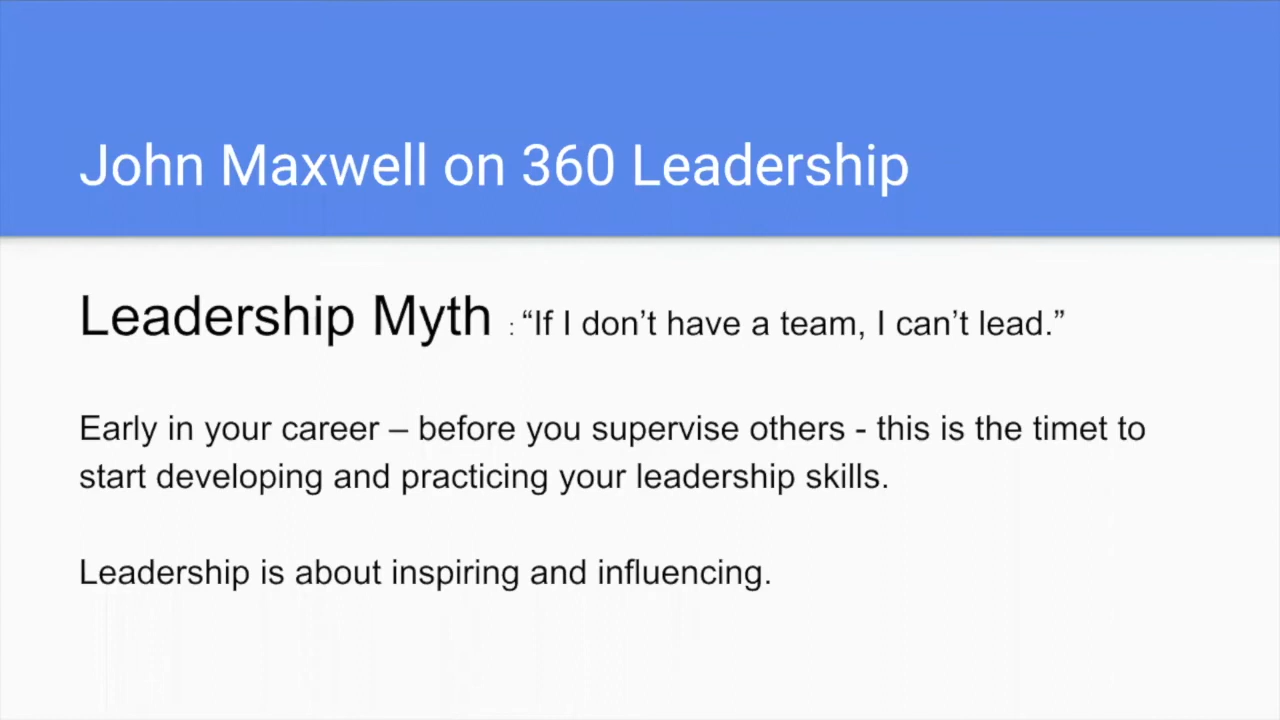 John Maxwell on 360 Leadership
Leadership Myth : “If I don’t have a team, I can’t lead.”
Early in your career – before you supervise others - this is the timet to
start developing and practicing your leadership skills.
Leadership is about inspiring and influencing.